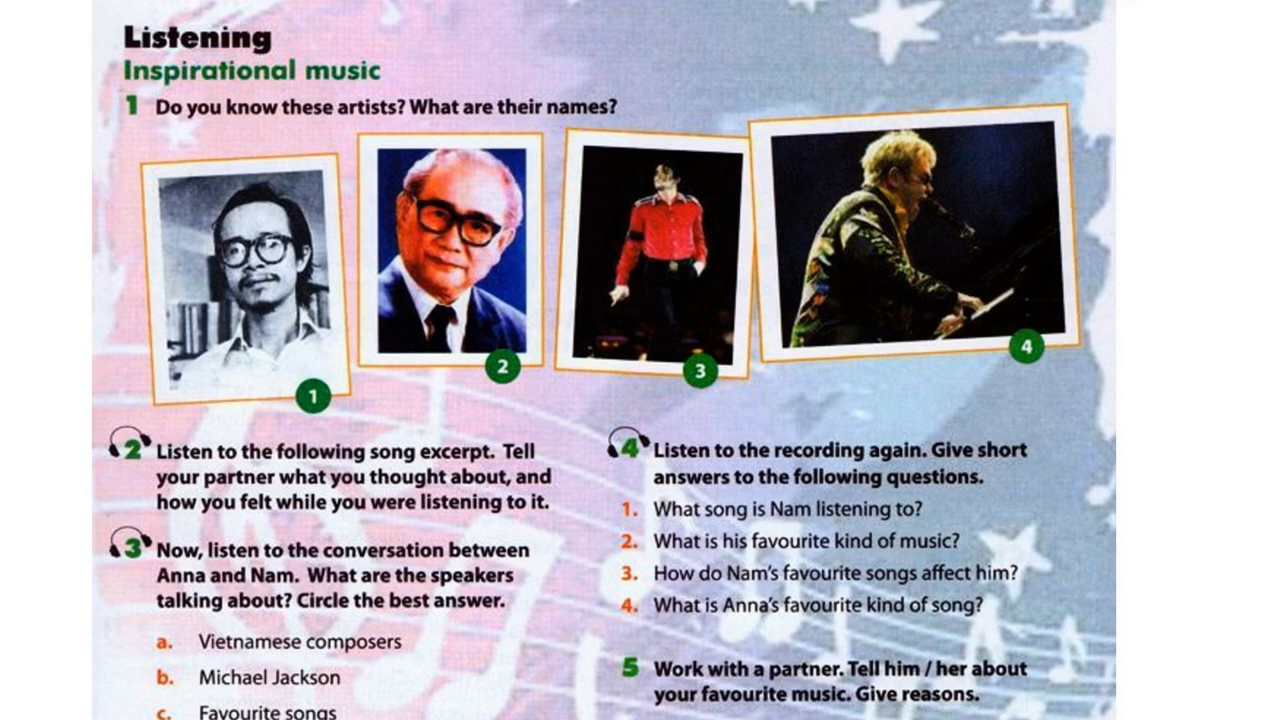 Listening
Inspirational music
1 Do you know these artists? What are their names?
1
2
3
4
2 Listen to the following song excerpt. Tell
your partner what you thought about, and
how you felt while you were listening to it.
3 Now, listen to the conversation between
Anna and Nam. What are the speakers
talking about? Circle the best answer.
a. Vietnamese composers
b. Michael Jackson
c. Favourite songs
4 Listen to the recording again. Give short
answers to the following questions.
1. What song is Nam listening to?
2. What is his favourite kind of music?
3. How do Nam's favourite songs affect him?
4. What is Anna's favourite kind of song?
5 Work with a partner. Tell him / her about
your favourite music. Give reasons.